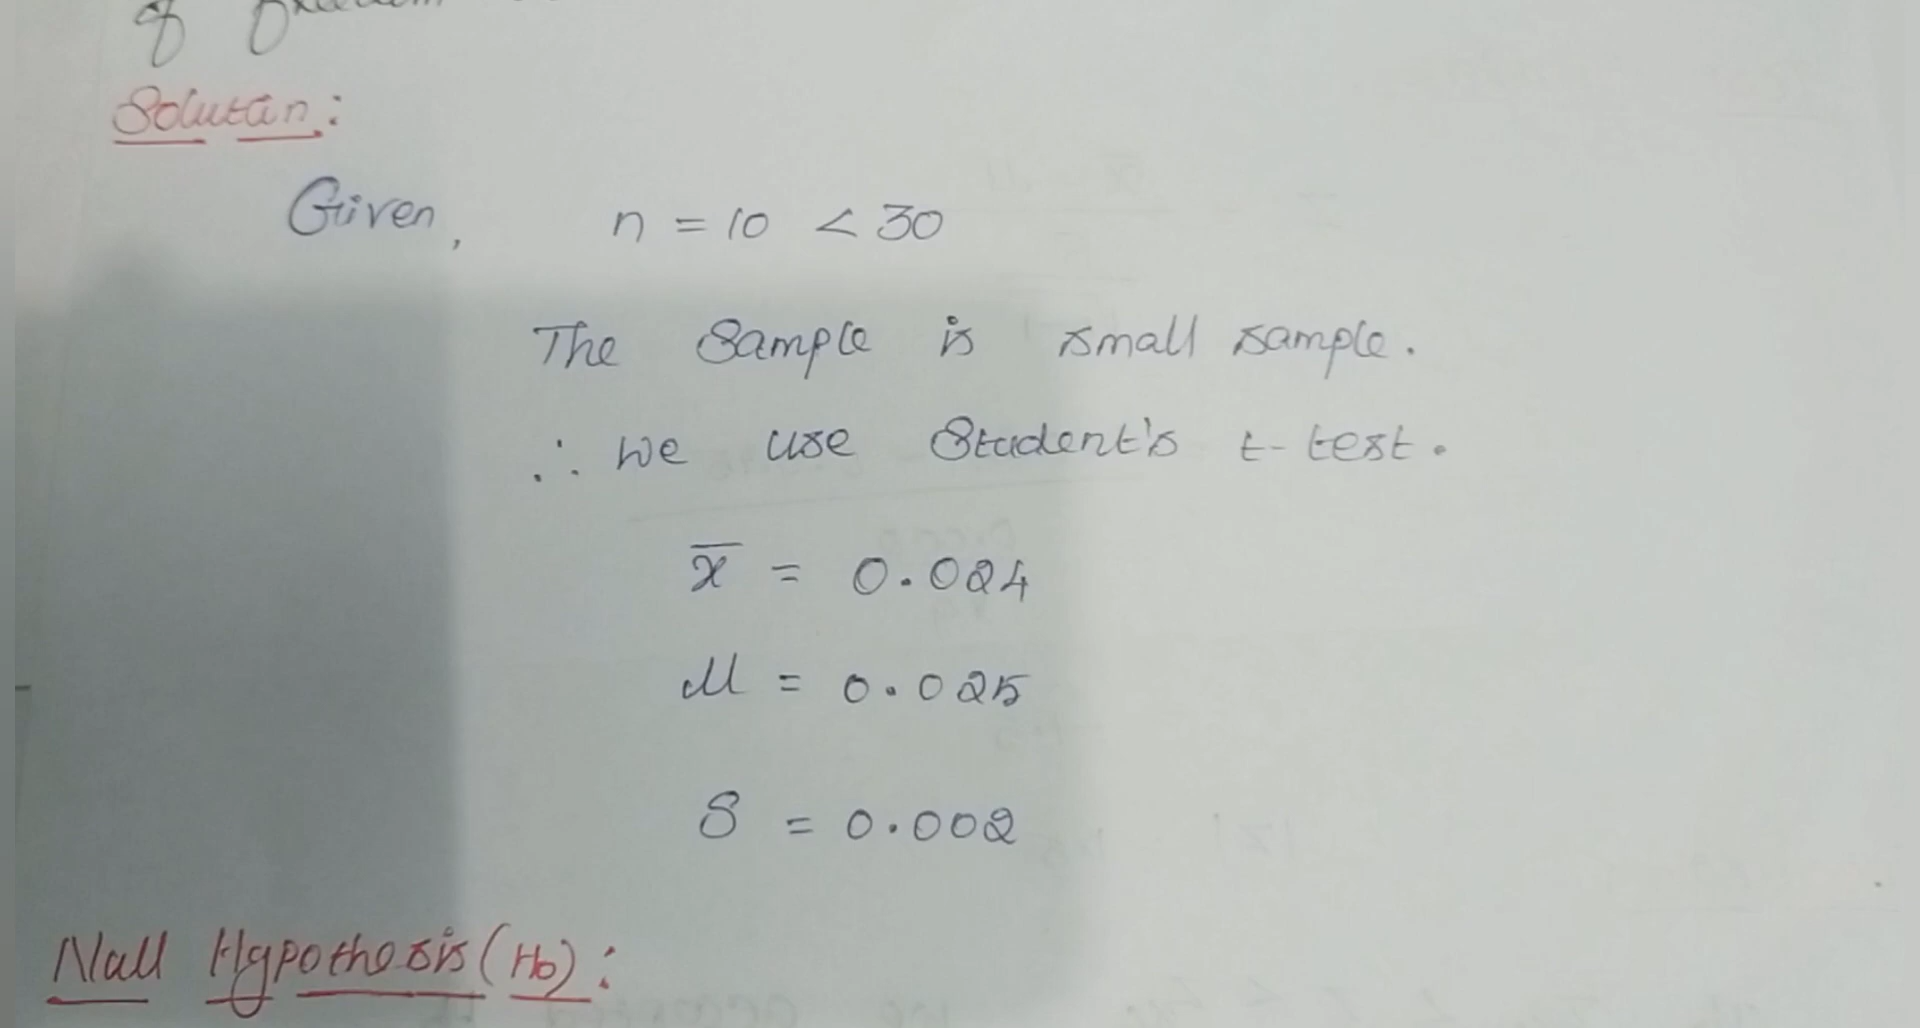 of
Solution:
Given, n = 10 < 30
The Sample is small sample.
∴ we use Student's t-test.
x̄ = 0.024
μ = 0.025
S = 0.002
Null Hypothesis (H0):